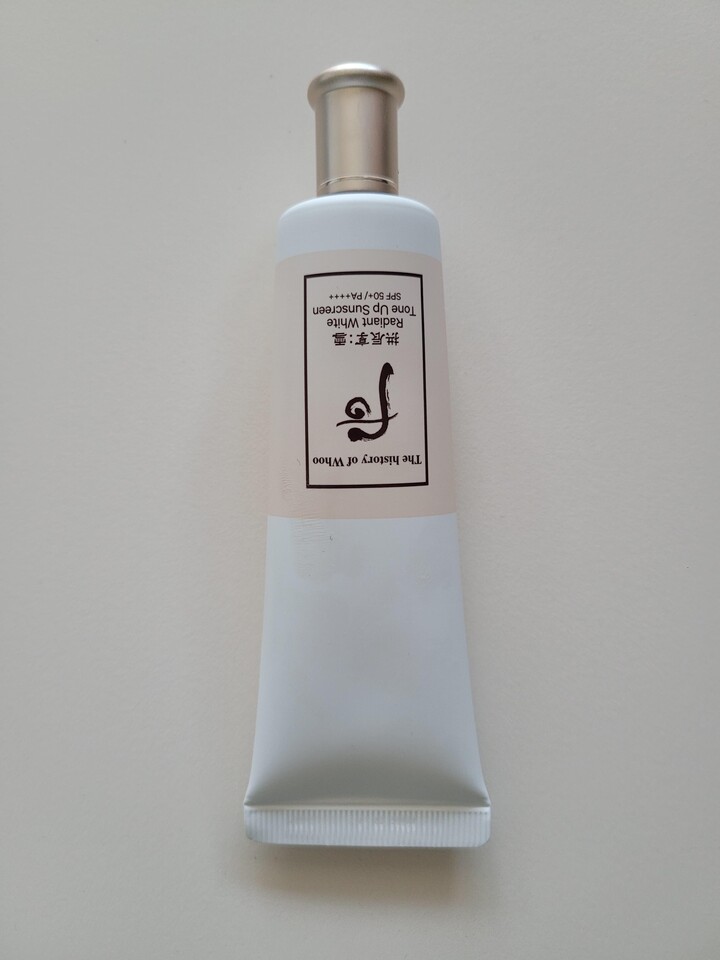 The history of Whoo
拱辰享:雪
Radiant White
Tone Up Sunscreen
SPF 50+/ PA++++